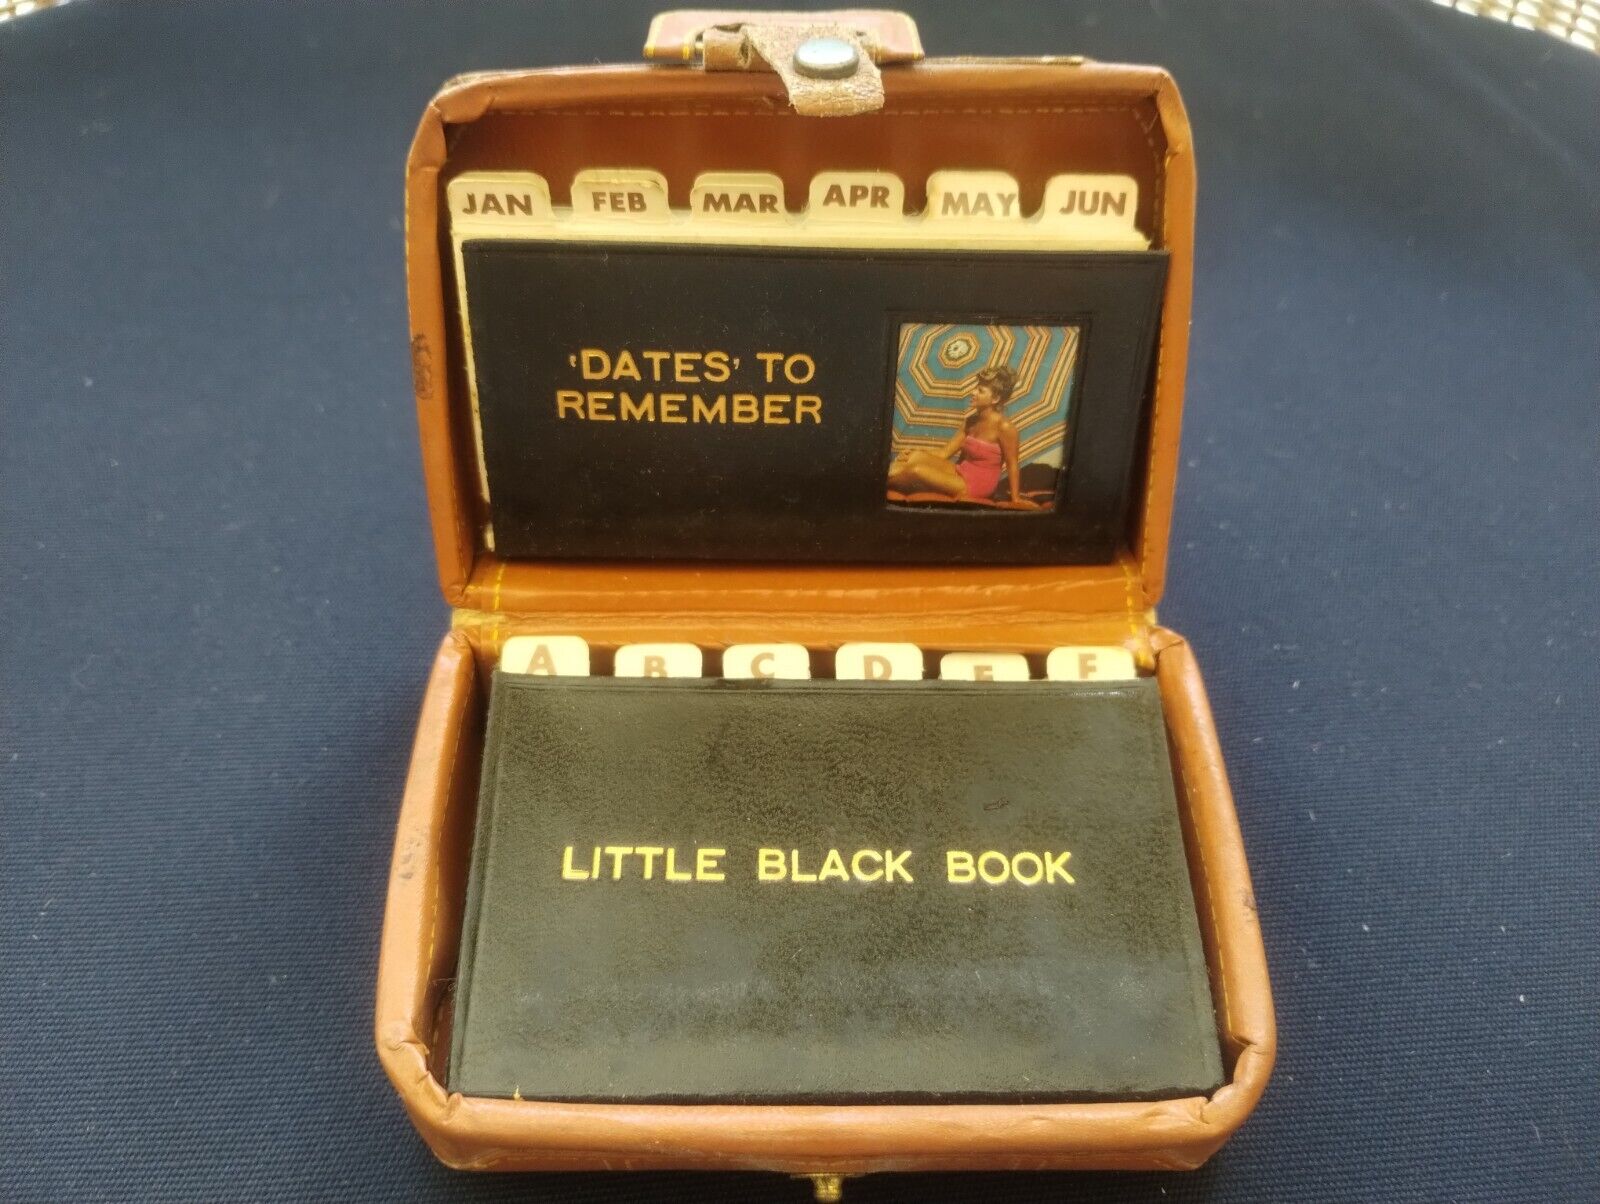 JAN FEB MAR APR MAY JUN
'DATES' TO
REMEMBER
A B C D E F
LITTLE BLACK BOOK